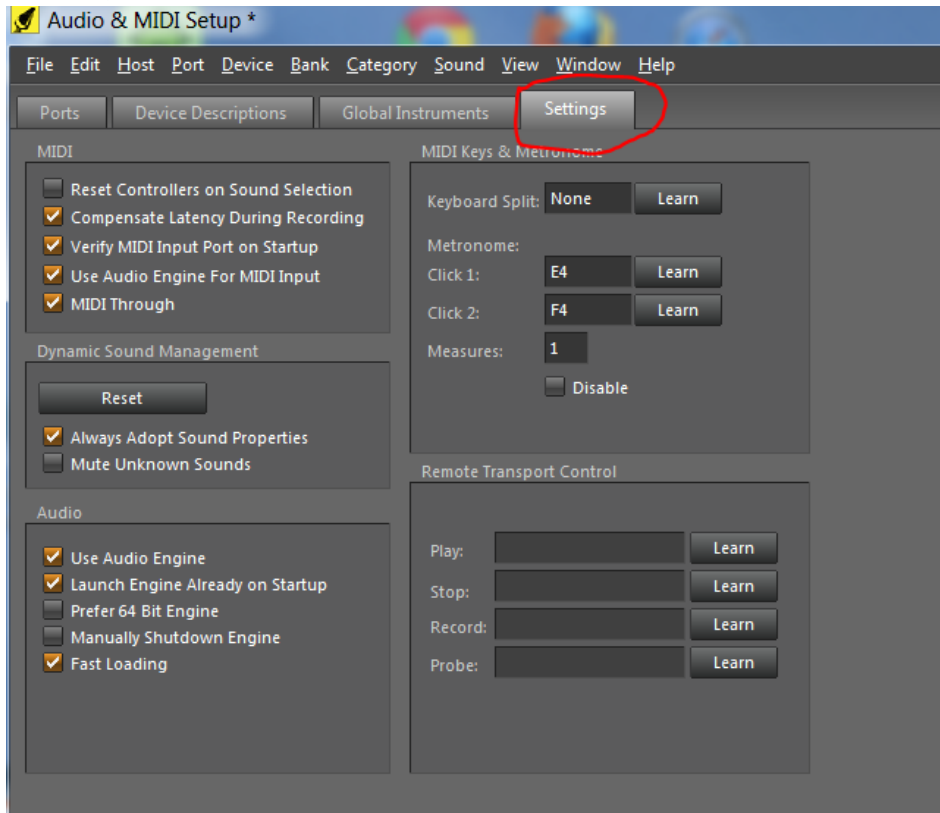 Audio & MIDI Setup *
File Edit Host Port Device Bank Category Sound View Window Help
Ports Device Descriptions Global Instruments Settings
MIDI
Reset Controllers on Sound Selection
Compensate Latency During Recording
Verify MIDI Input Port on Startup
Use Audio Engine For MIDI Input
MIDI Through
Dynamic Sound Management
Reset
Always Adopt Sound Properties
Mute Unknown Sounds
Audio
Use Audio Engine
Launch Engine Already on Startup
Prefer 64 Bit Engine
Manually Shutdown Engine
Fast Loading
MIDI Keys & Metronome
Keyboard Split: None Learn
Metronome:
Click 1: E4 Learn
Click 2: F4 Learn
Measures: 1
Disable
Remote Transport Control
Play: Learn
Stop: Learn
Record: Learn
Probe: Learn